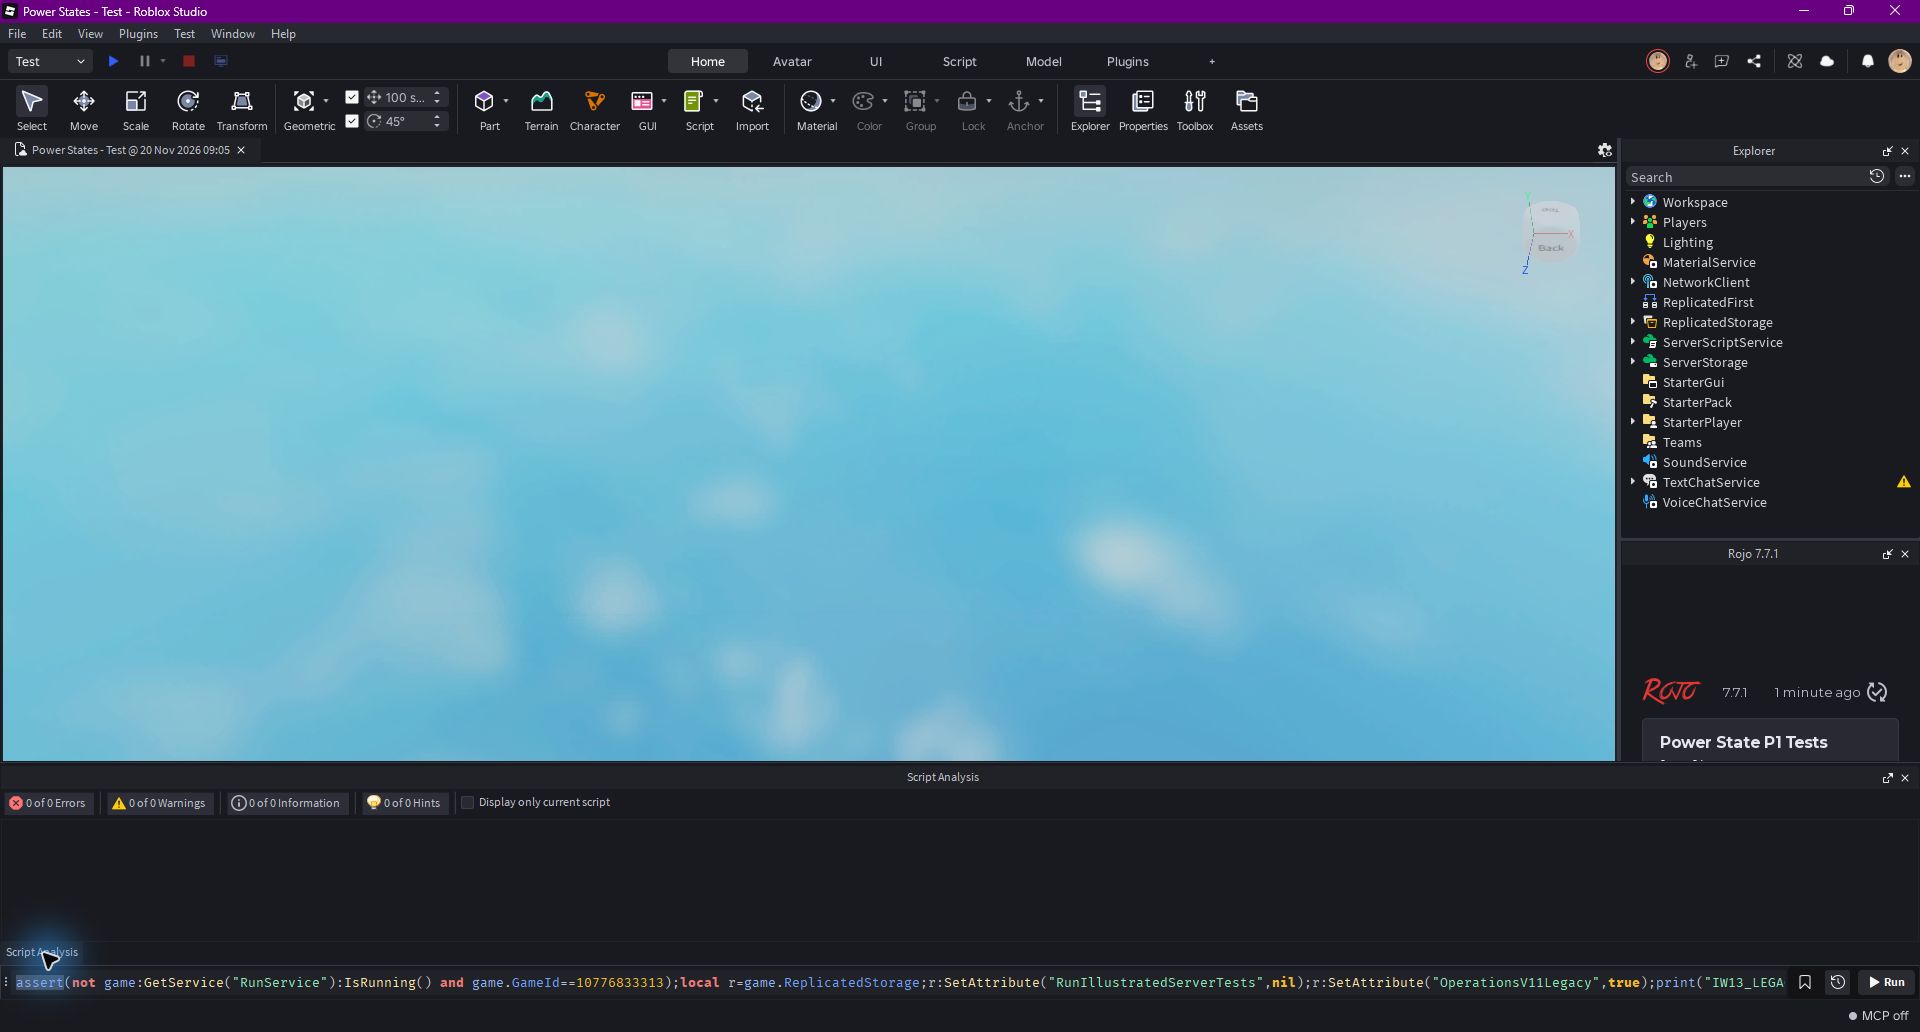 Power States - Test - Roblox Studio
File Edit View Plugins Test Window Help
Test
Home Avatar UI Script Model Plugins +
100 s...
45°
Select Move Scale Rotate Transform Geometric Part Terrain Character GUI Script Import Material Color Group Lock Anchor Explorer Properties Toolbox Assets
Power States - Test @ 20 Nov 2026 09:05
Y
X
Back
Z
Explorer
Search
Workspace
Players
Lighting
MaterialService
NetworkClient
ReplicatedFirst
ReplicatedStorage
ServerScriptService
ServerStorage
StarterGui
StarterPack
StarterPlayer
Teams
SoundService
TextChatService
VoiceChatService
Rojo 7.7.1
ROJO 7.7.1 1 minute ago
Power State P1 Tests
Script Analysis
0 of 0 Errors 0 of 0 Warnings 0 of 0 Information 0 of 0 Hints Display only current script
Script Analysis
assert(not game:GetService("RunService"):IsRunning() and game.GameId==10776833313);local r=game.ReplicatedStorage;r:SetAttribute("RunIllustratedServerTests",nil);r:SetAttribute("OperationsV11Legacy",true);print("IW13_LEGA
Run
MCP off